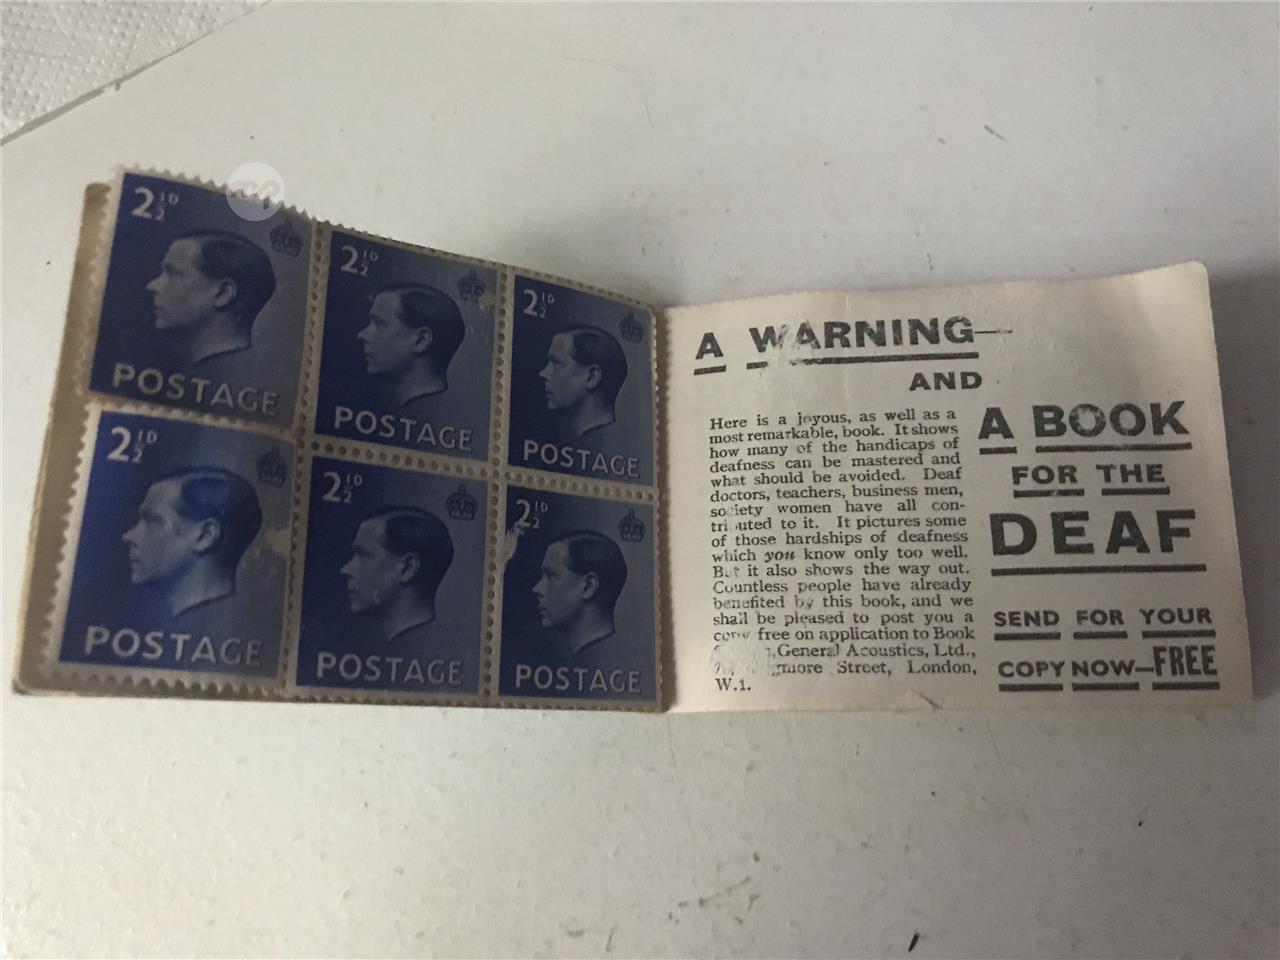 2½D
POSTAGE
2½D
POSTAGE
2½D
POSTAGE
2½D
POSTAGE
2½D
POSTAGE
2½D
POSTAGE
A WARNING—
AND
A BOOK
FOR THE
DEAF
SEND FOR YOUR
COPY NOW—FREE
Here is a joyous, as well as a
most remarkable, book. It shows
how many of the handicaps of
deafness can be mastered and
what should be avoided. Deaf
doctors, teachers, business men,
society women have all con-
tributed to it. It pictures some
of those hardships of deafness
which you know only too well.
But it also shows the way out.
Countless people have already
benefited by this book, and we
shall be pleased to post you a
copy free on application to Book
General Acoustics, Ltd.,
Street, London,
W.1.